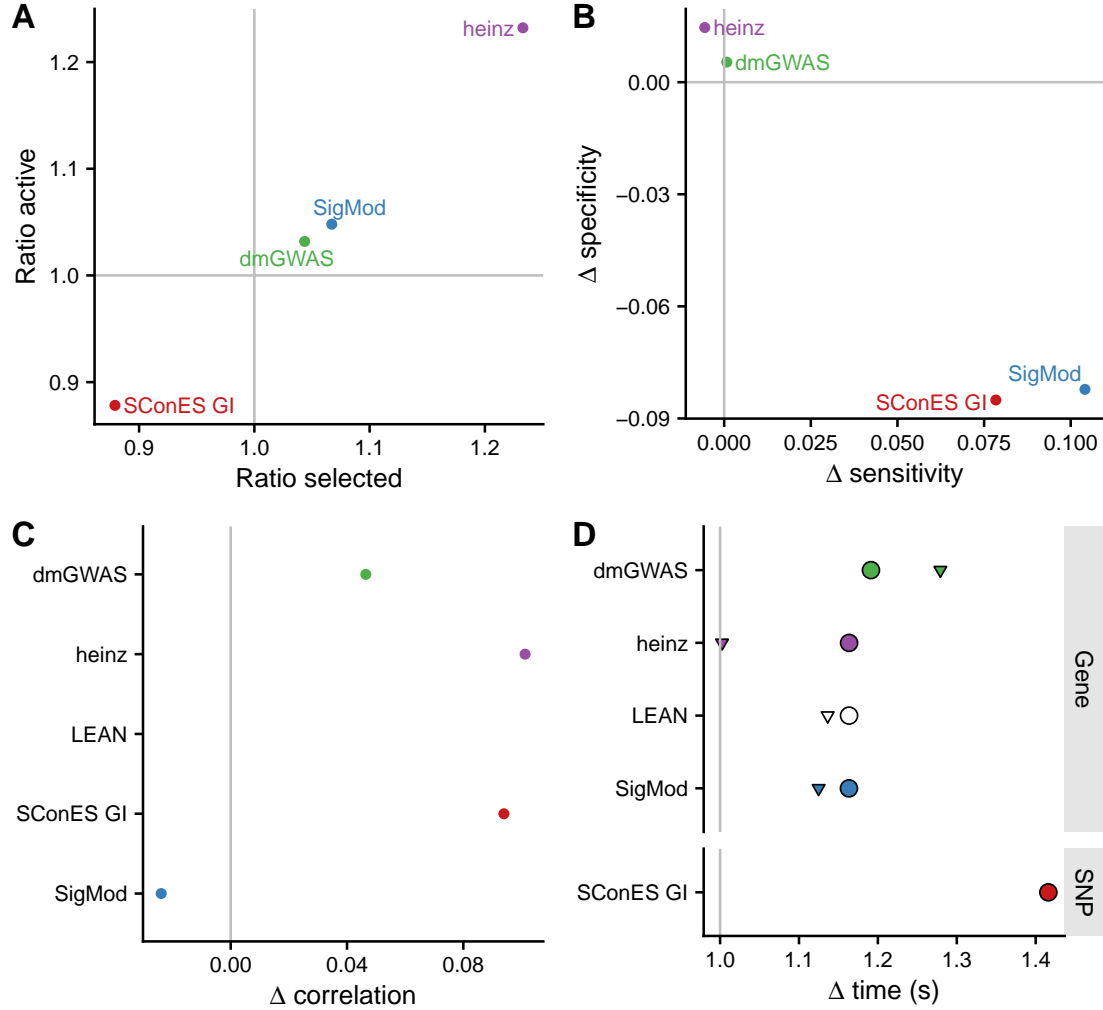 A
Ratio active
1.2
1.1
1.0
0.9
heinz
SigMod
dmGWAS
SConES GI
0.9
1.0
1.1
1.2
Ratio selected
B
Δ specificity
0.00
−0.03
−0.06
−0.09
heinz
dmGWAS
SigMod
SConES GI
0.000
0.025
0.050
0.075
0.100
Δ sensitivity
C
dmGWAS
heinz
LEAN
SConES GI
SigMod
0.00
0.04
0.08
Δ correlation
D
dmGWAS
heinz
LEAN
SigMod
Gene
SConES GI
SNP
1.0
1.1
1.2
1.3
1.4
Δ time (s)